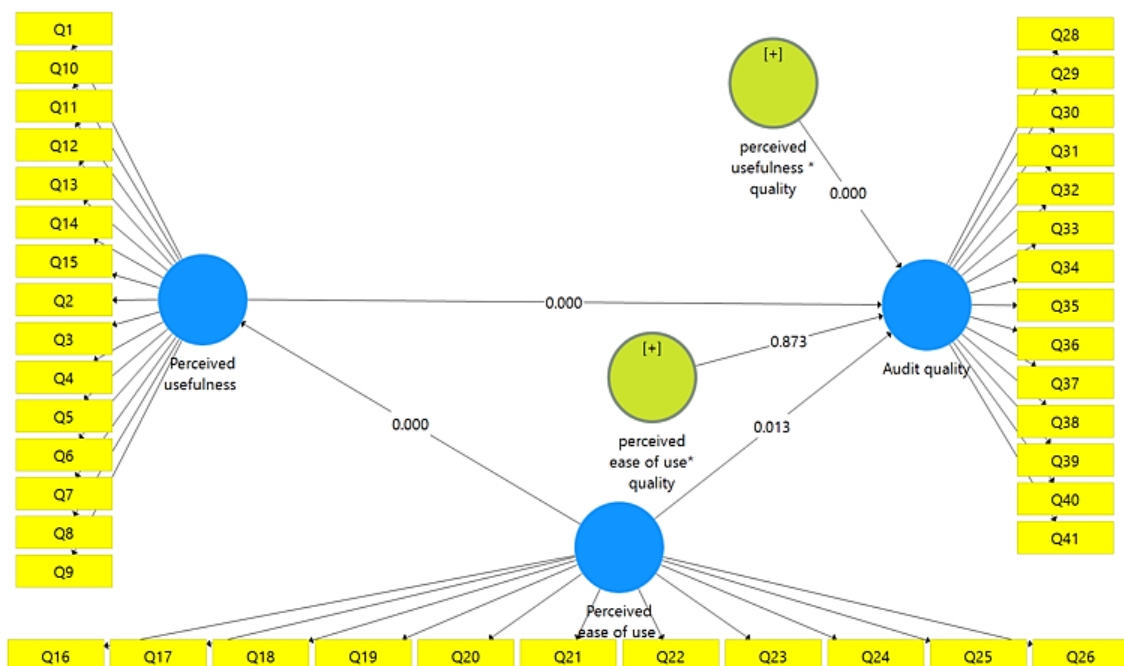 Q1
Q10
Q11
Q12
Q13
Q14
Q15
Q2
Q3
Q4
Q5
Q6
Q7
Q8
Q9
Perceived
usefulness
[+]
perceived
usefulness *
quality
0.000
0.000
[+]
0.873
perceived
ease of use*
quality
0.000
0.013
Audit quality
Q28
Q29
Q30
Q31
Q32
Q33
Q34
Q35
Q36
Q37
Q38
Q39
Q40
Q41
Perceived
ease of use
Q16
Q17
Q18
Q19
Q20
Q21
Q22
Q23
Q24
Q25
Q26